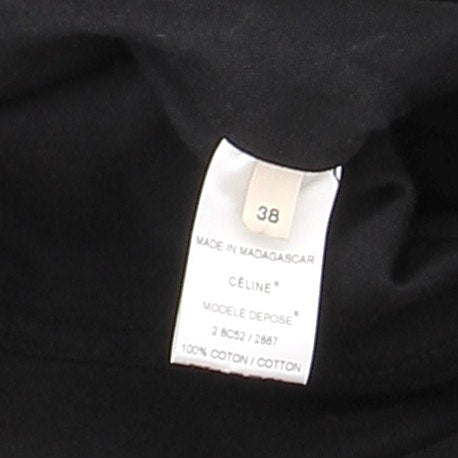 38
MADE IN MADAGASCAR
CÉLINE®
MODELE DEPOSE®
2 8C52 / 2887
100% COTON / COTTON